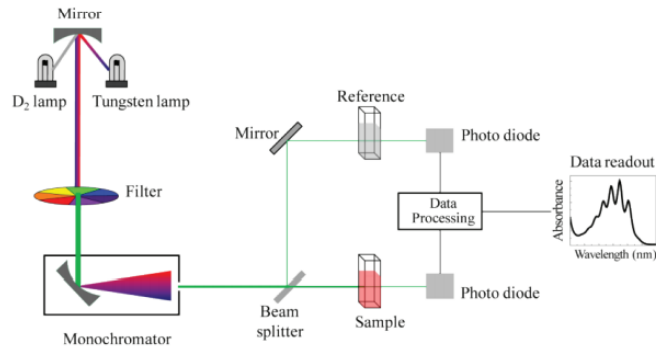 Mirror
D₂ lamp
Tungsten lamp
Filter
Monochromator
Mirror
Beam
splitter
Reference
Sample
Photo diode
Data
Processing
Photo diode
Data readout
Absorbance
Wavelength (nm)